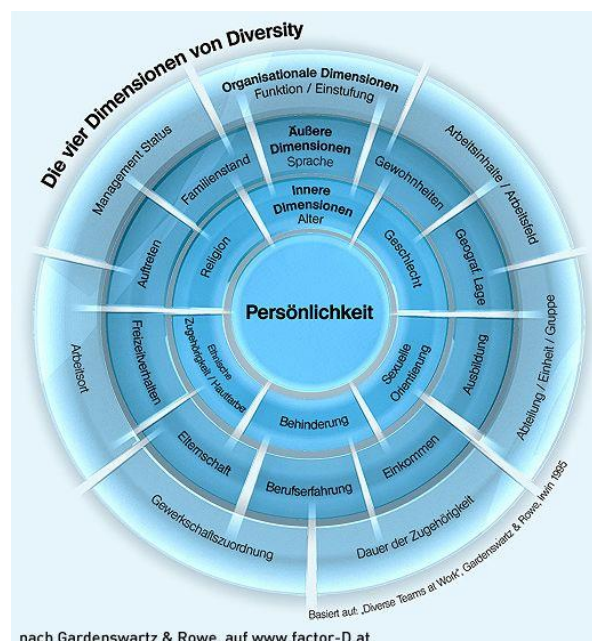 Die vier Dimensionen von Diversity
Organisationale Dimensionen
Funktion / Einstufung
Arbeitsinhalte / Arbeitsfeld
Abteilung / Einheit / Gruppe
Dauer der Zugehörigkeit
Gewerkschaftszuordnung
Arbeitsort
Management Status
Äußere
Dimensionen
Sprache
Gewohnheiten
Geograf. Lage
Ausbildung
Einkommen
Berufserfahrung
Elternschaft
Freizeitverhalten
Auftreten
Familienstand
Innere
Dimensionen
Alter
Geschlecht
Sexuelle
Orientierung
Behinderung
Ethnische
Zugehörigkeit / Hautfarbe
Religion
Persönlichkeit
Basiert auf: „Diverse Teams at Work“, Gardenswartz & Rowe, Irwin 1995
nach Gardenswartz & Rowe, auf www.factor-D.at